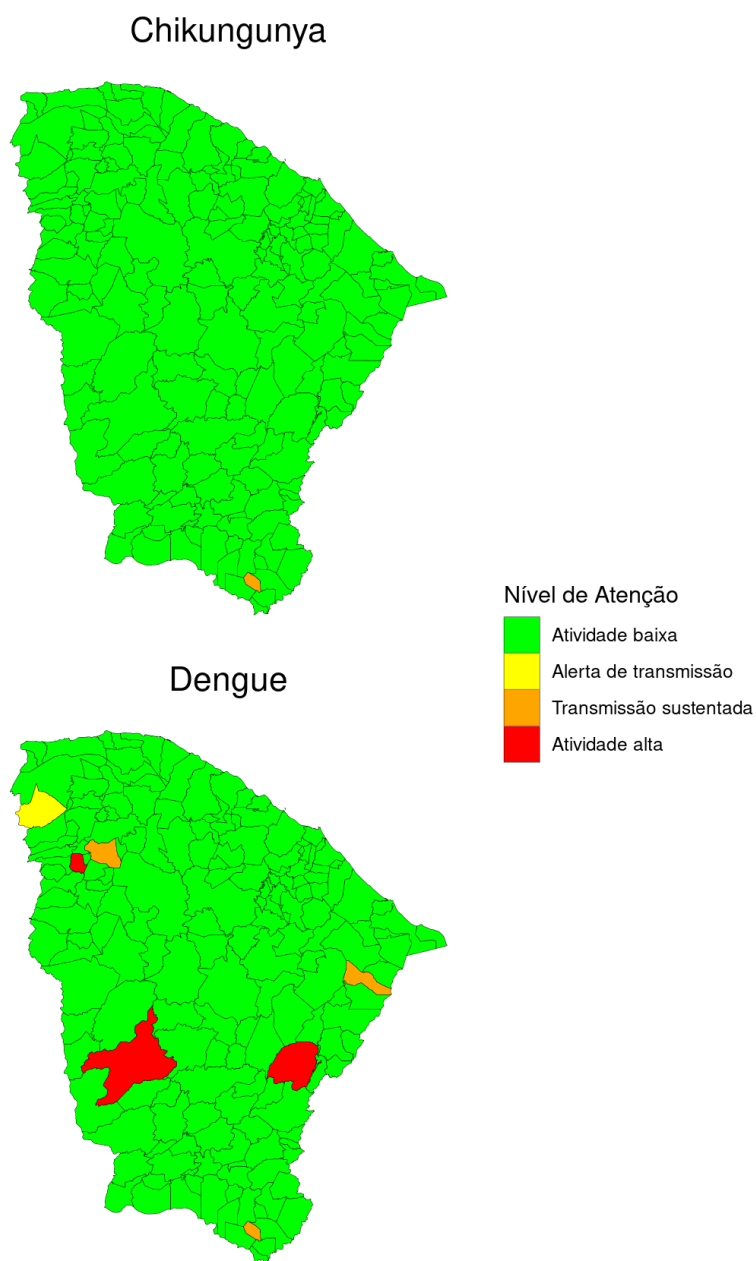 Chikungunya
Nível de Atenção
Atividade baixa
Alerta de transmissão
Transmissão sustentada
Atividade alta
Dengue